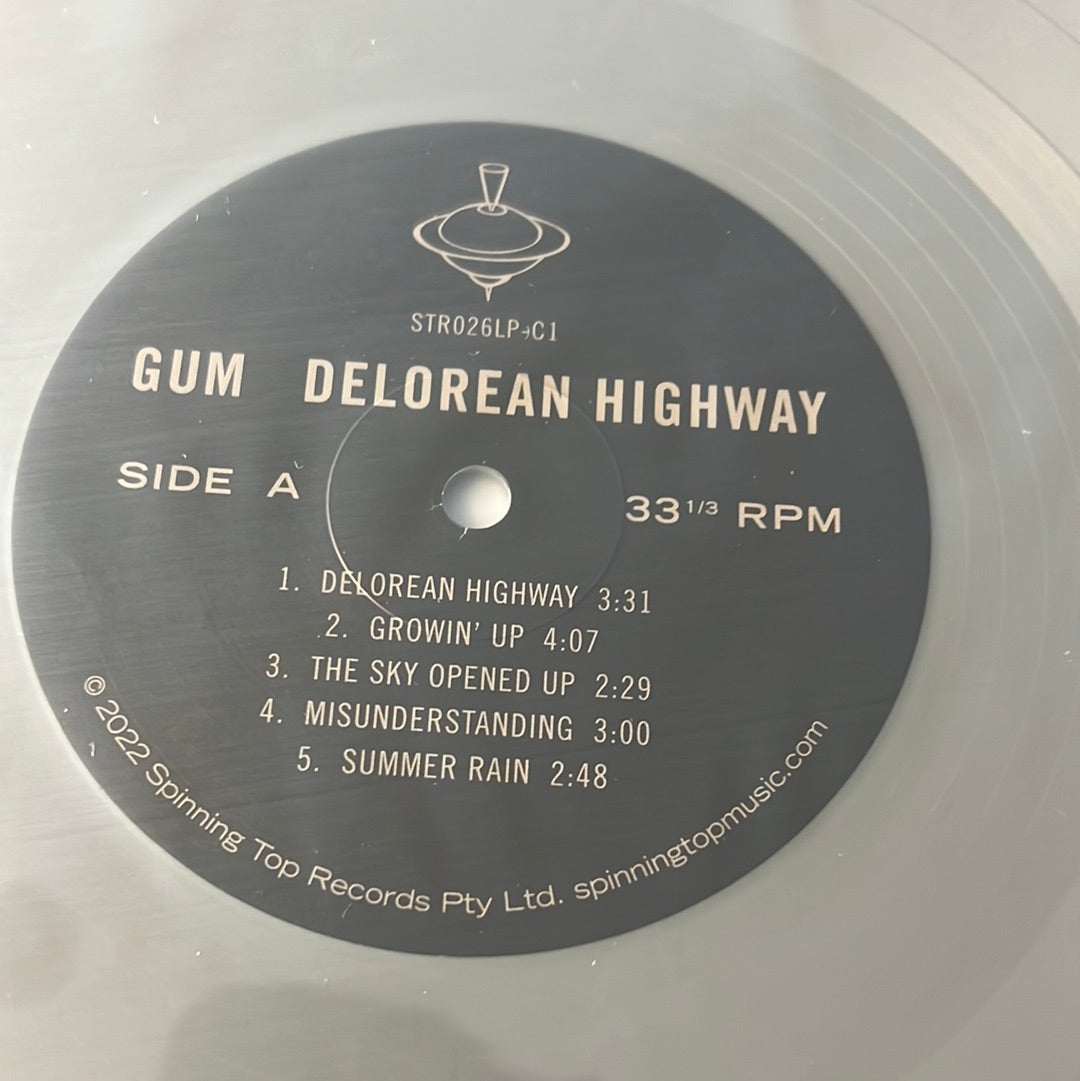 STR026LP-C1
GUM DELOREAN HIGHWAY
SIDE A
33 1/3 RPM
1. DELOREAN HIGHWAY 3:31
2. GROWIN' UP 4:07
3. THE SKY OPENED UP 2:29
4. MISUNDERSTANDING 3:00
5. SUMMER RAIN 2:48
© 2022 Spinning Top Records Pty Ltd. spinningtopmusic.com